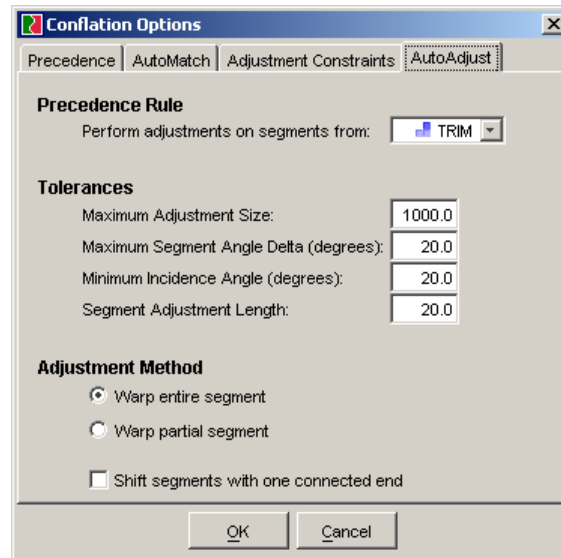 Conflation Options
Precedence AutoMatch Adjustment Constraints AutoAdjust
Precedence Rule
Perform adjustments on segments from: TRIM
Tolerances
Maximum Adjustment Size: 1000.0
Maximum Segment Angle Delta (degrees): 20.0
Minimum Incidence Angle (degrees): 20.0
Segment Adjustment Length: 20.0
Adjustment Method
Warp entire segment
Warp partial segment
Shift segments with one connected end
OK Cancel